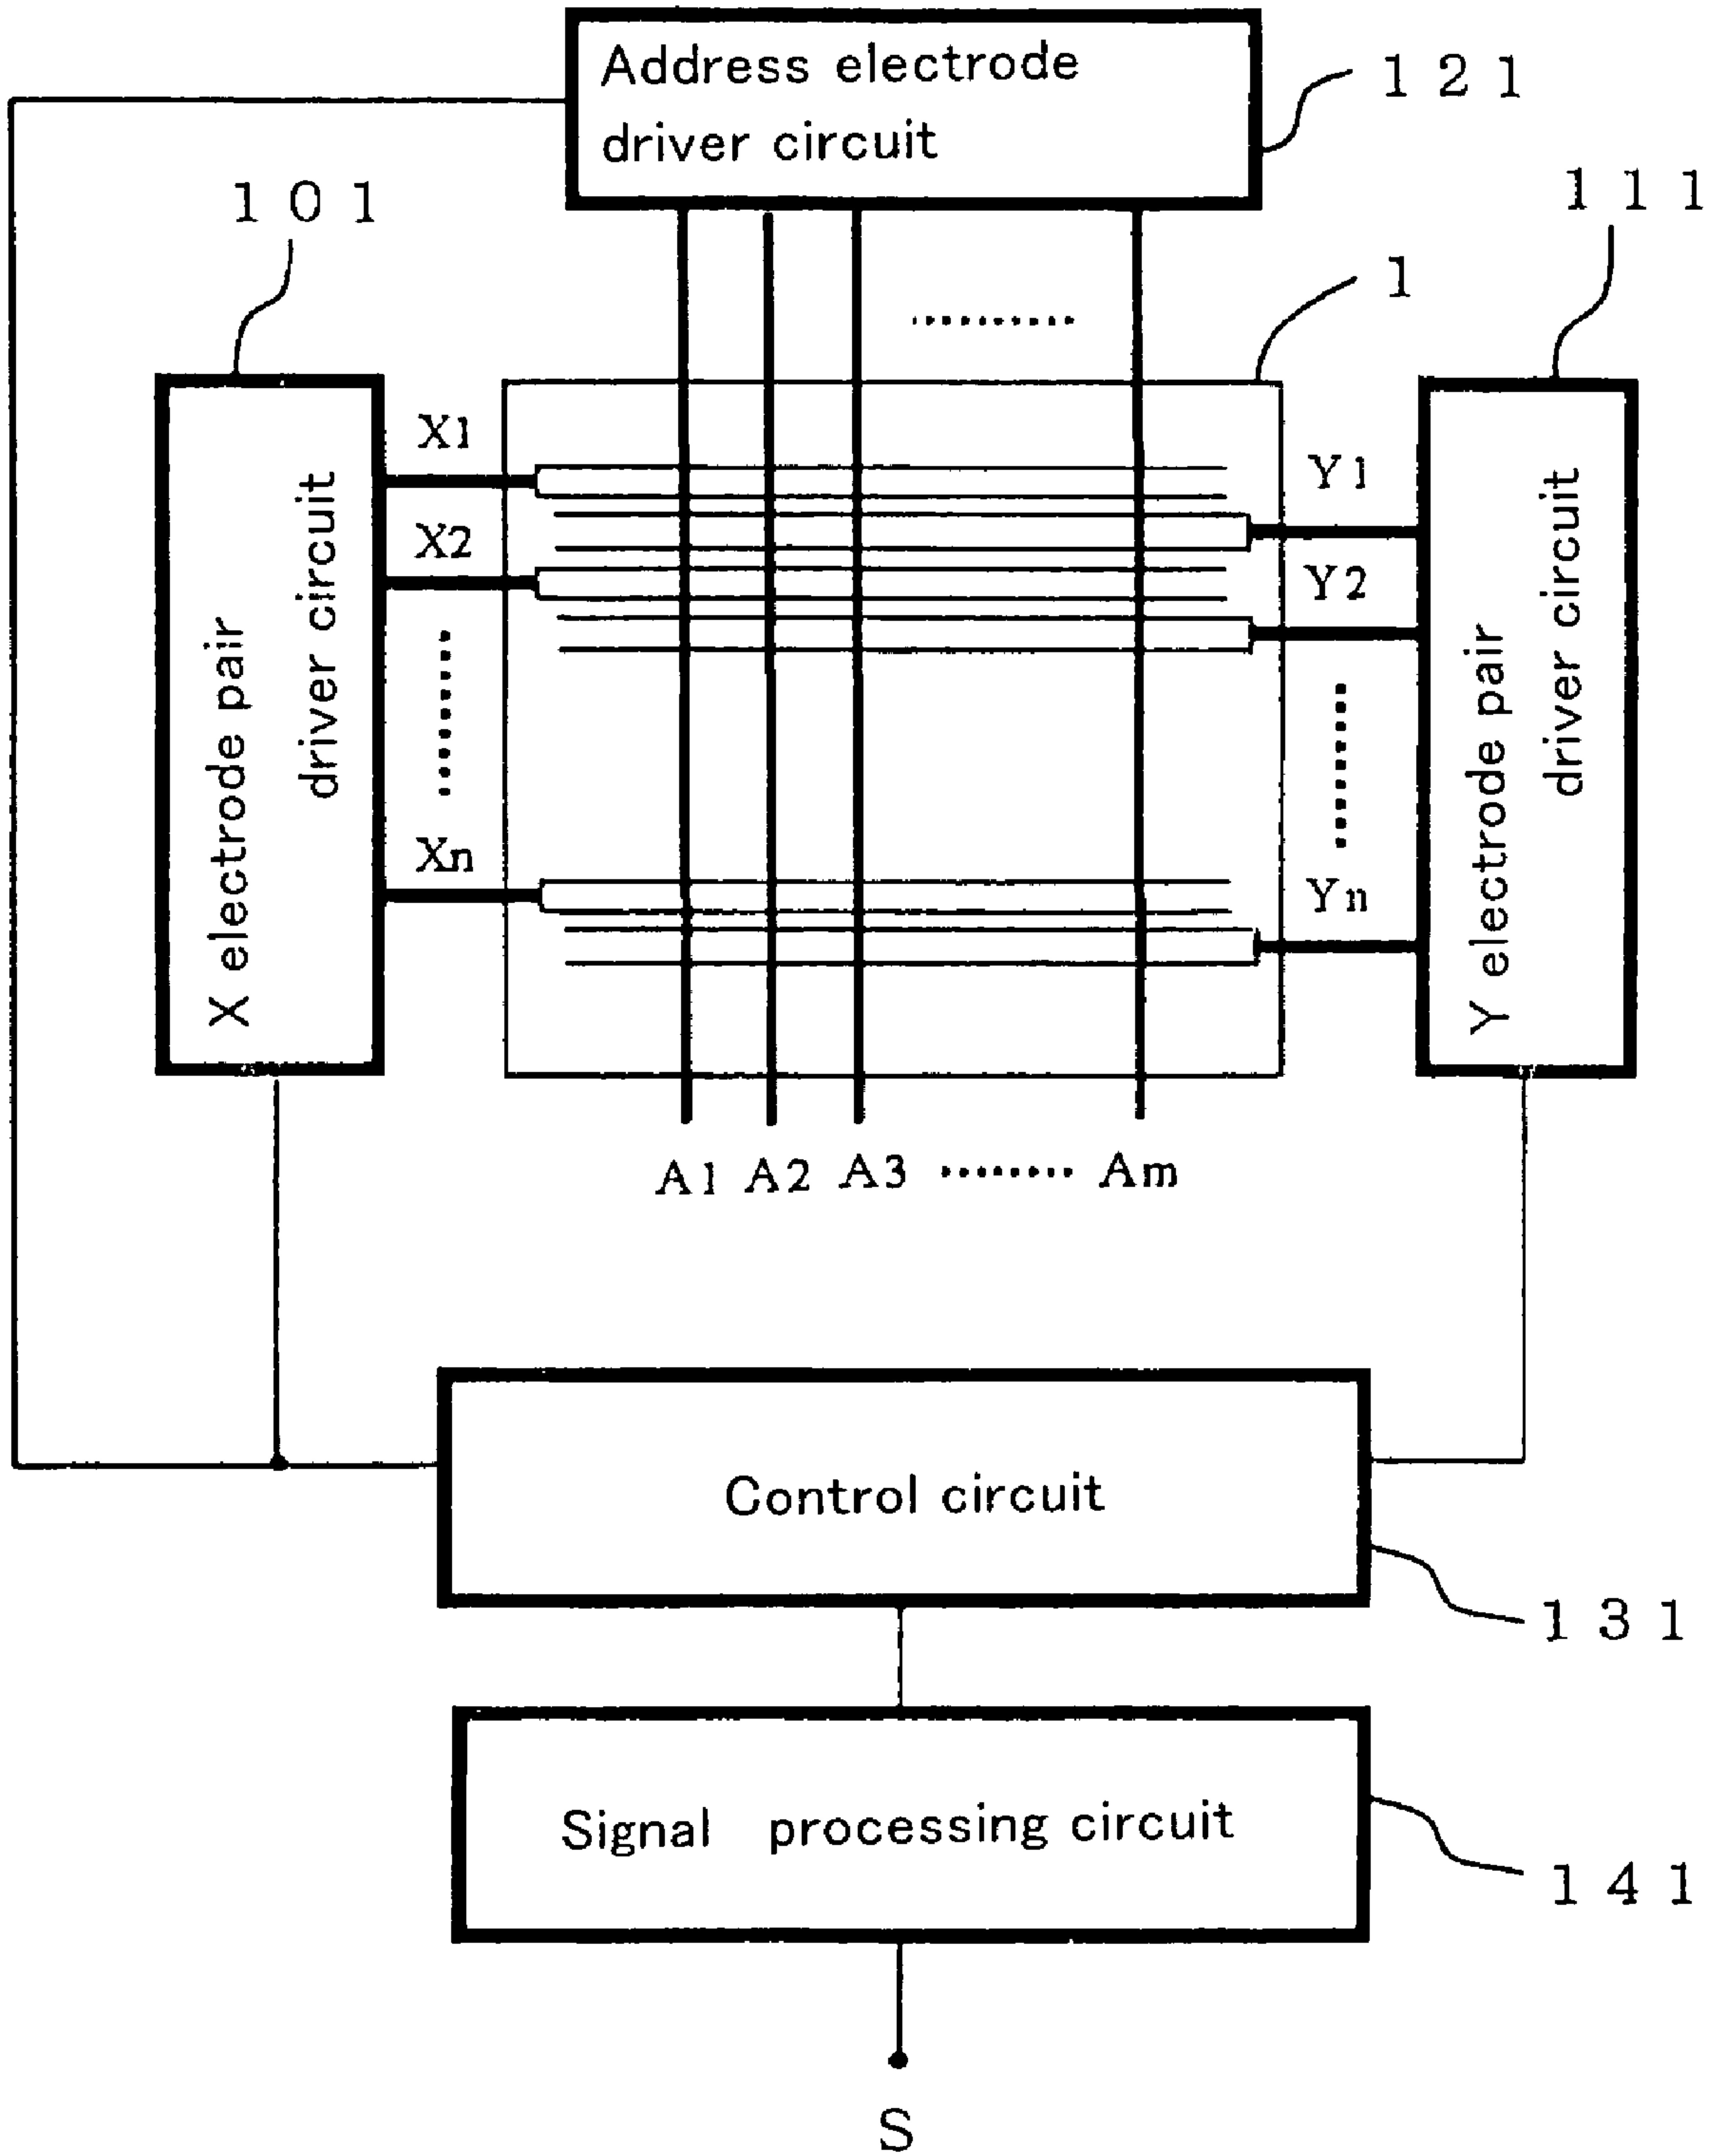 Address electrode
driver circuit
121
101
111
1
X1
Y1
X2
Y2
X electrode pair
driver circuit
Y electrode pair
driver circuit
Xn
Yn
A1 A2 A3 ········ Am
Control circuit
131
Signal processing circuit
141
S